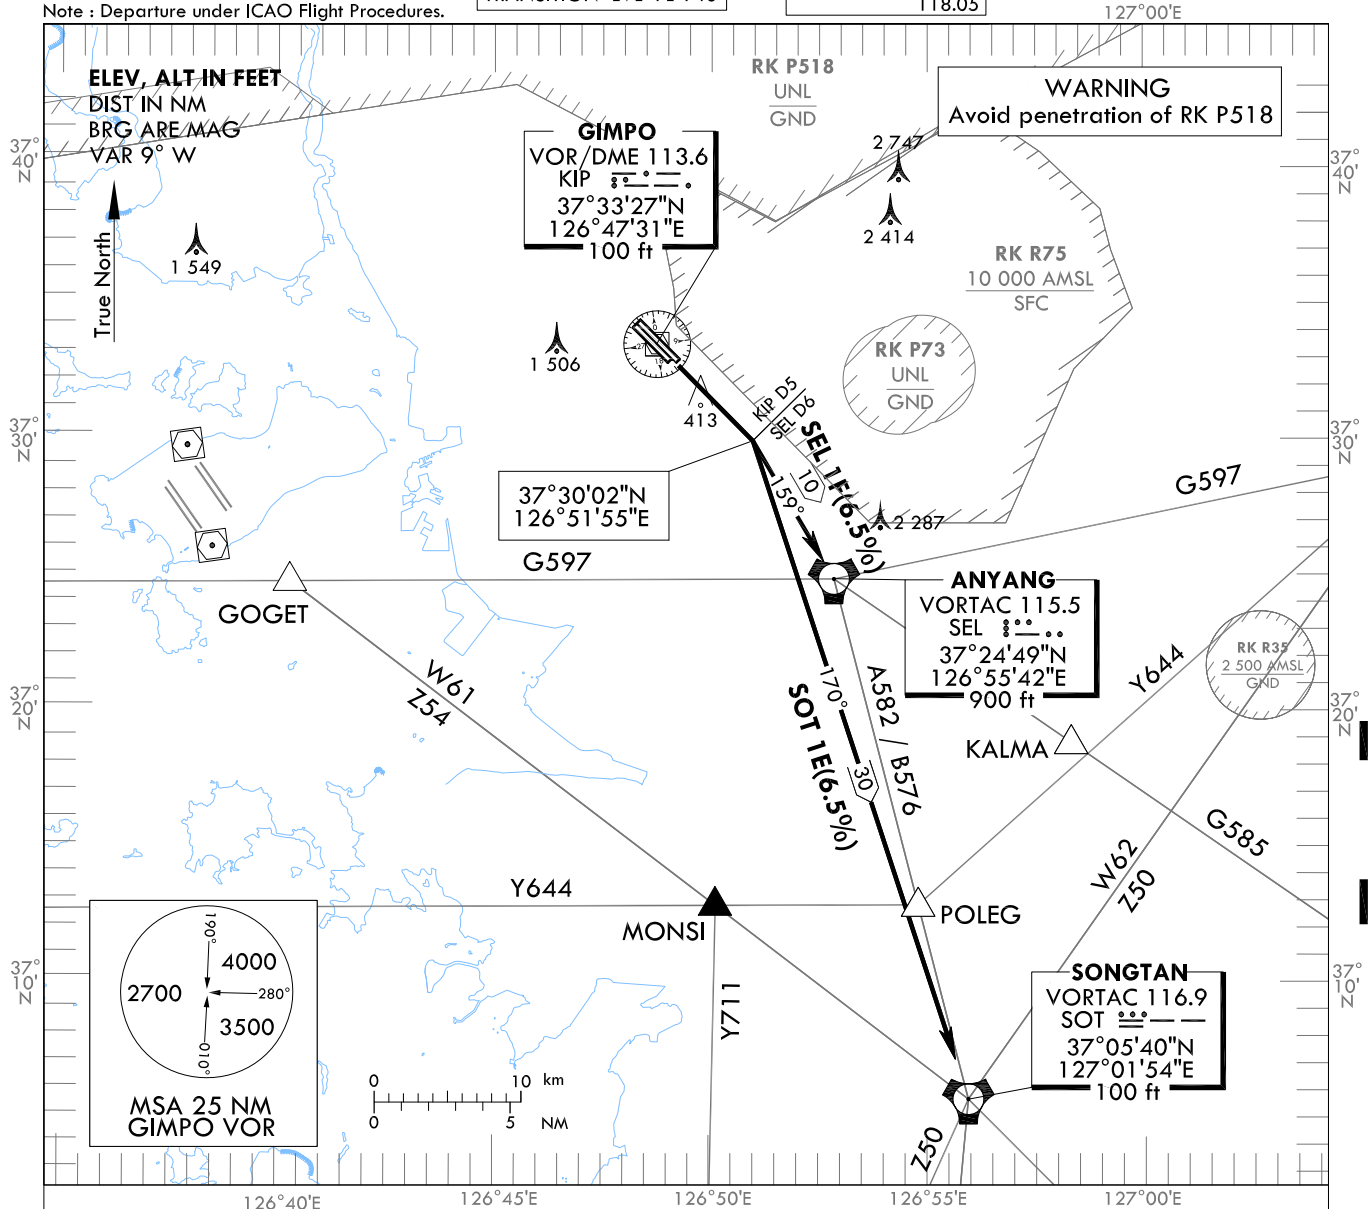 Note : Departure under ICAO Flight Procedures.
118.05
127°00'E
ELEV, ALT IN FEET
DIST IN NM
BRG ARE MAG
VAR 9° W
True North
RK P518
UNL
GND
WARNING
Avoid penetration of RK P518
GIMPO
VOR/DME 113.6
KIP
37°33'27"N
126°47'31"E
100 ft
37°
40'
N
37°
40'
N
2 747
2 414
1 549
RK R75
10 000 AMSL
SFC
1 506
RK P73
UNL
GND
413
KIP D5
SEL D6
SEL 1F(6.5%)
10
159°
37°
30'
N
37°
30'
N
37°30'02"N
126°51'55"E
2 287
G597
G597
GOGET
ANYANG
VORTAC 115.5
SEL
37°24'49"N
126°55'42"E
900 ft
RK R35
2 500 AMSL
GND
W61
Z54
170°
SOT 1E(6.5%)
30
A582 / B576
Y644
37°
20'
N
37°
20'
N
KALMA
G585
W62
Z50
Y644
MONSI
POLEG
190°
4000
2700
280°
3500
010°
MSA 25 NM
GIMPO VOR
37°
10'
N
37°
10'
N
Y711
SONGTAN
VORTAC 116.9
SOT
37°05'40"N
127°01'54"E
100 ft
0 10 km
0 5 NM
Z50
126°40'E
126°45'E
126°50'E
126°55'E
127°00'E